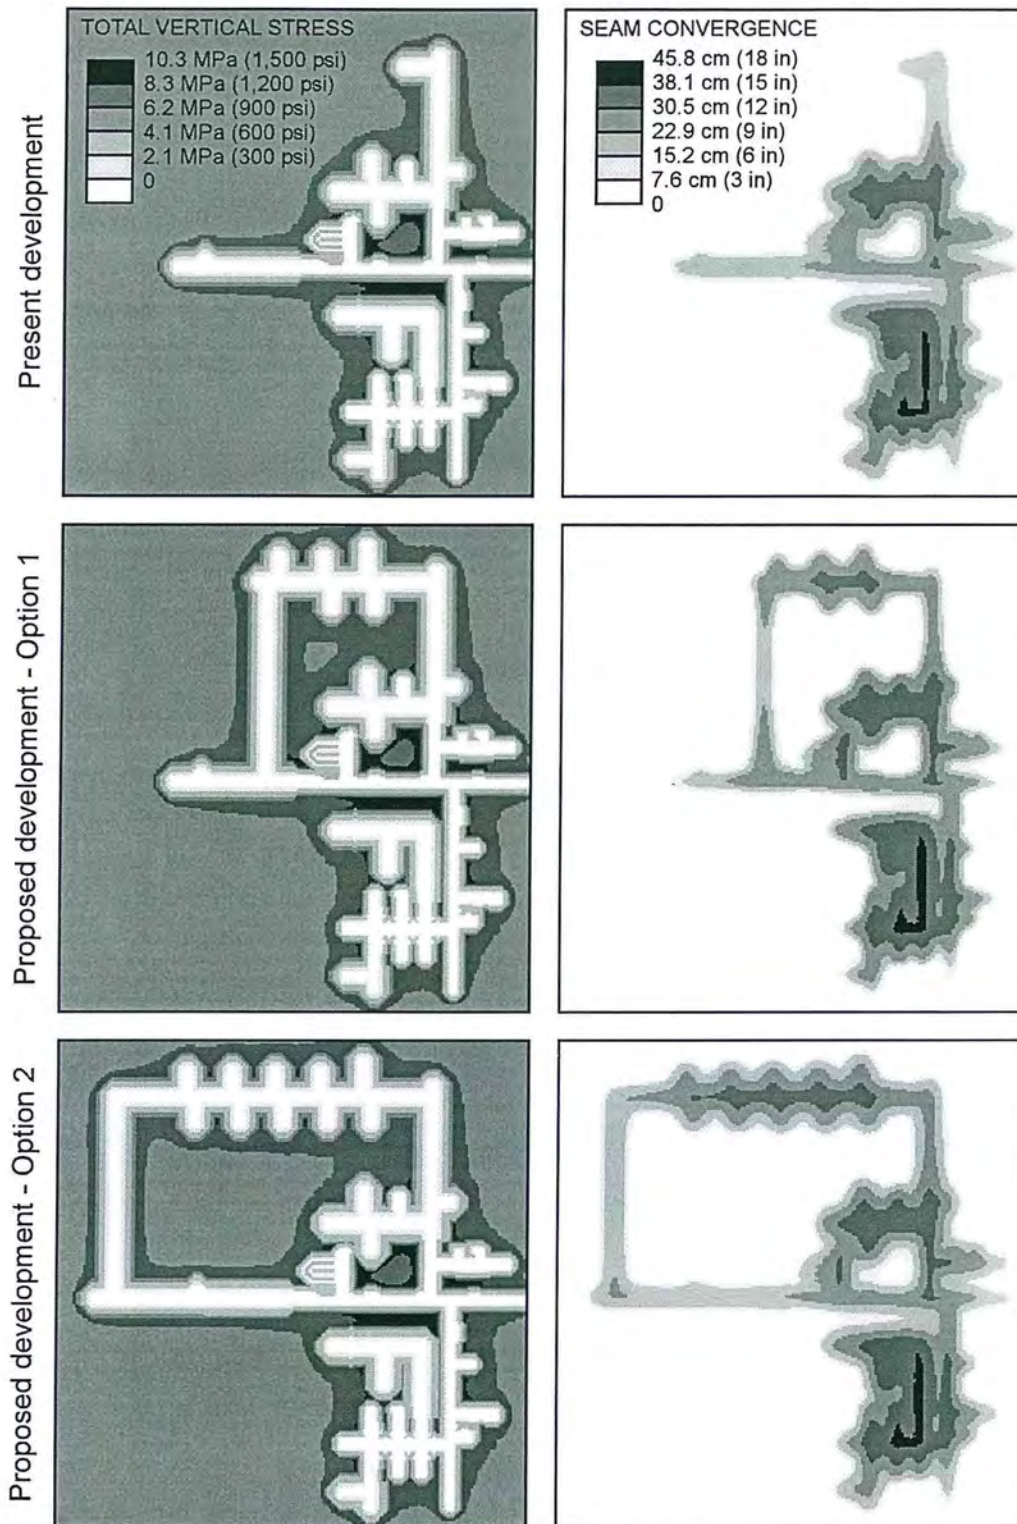 TOTAL VERTICAL STRESS
10.3 MPa (1,500 psi)
8.3 MPa (1,200 psi)
6.2 MPa (900 psi)
4.1 MPa (600 psi)
2.1 MPa (300 psi)
0
SEAM CONVERGENCE
45.8 cm (18 in)
38.1 cm (15 in)
30.5 cm (12 in)
22.9 cm (9 in)
15.2 cm (6 in)
7.6 cm (3 in)
0
Present development
Proposed development - Option 1
Proposed development - Option 2